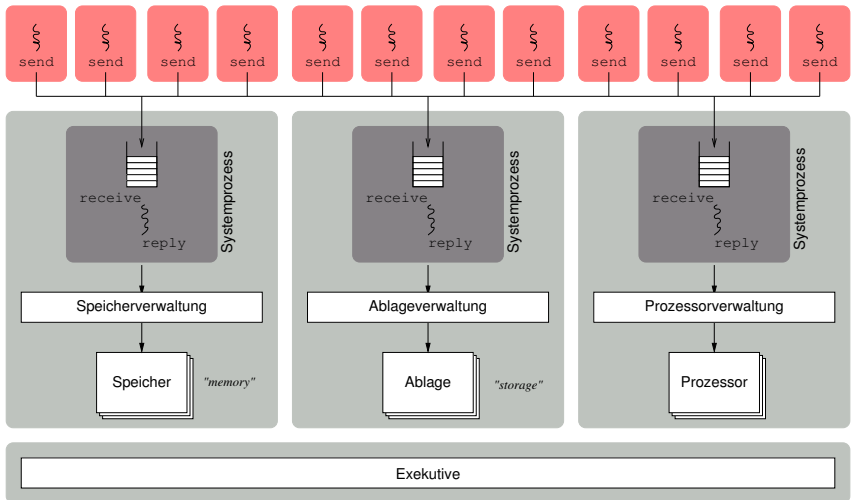 send send send send send send send send send send send send
receive receive receive
reply reply reply
Systemprozess Systemprozess Systemprozess
Speicherverwaltung Ablageverwaltung Prozessorverwaltung
Speicher "memory" Ablage "storage" Prozessor
Exekutive